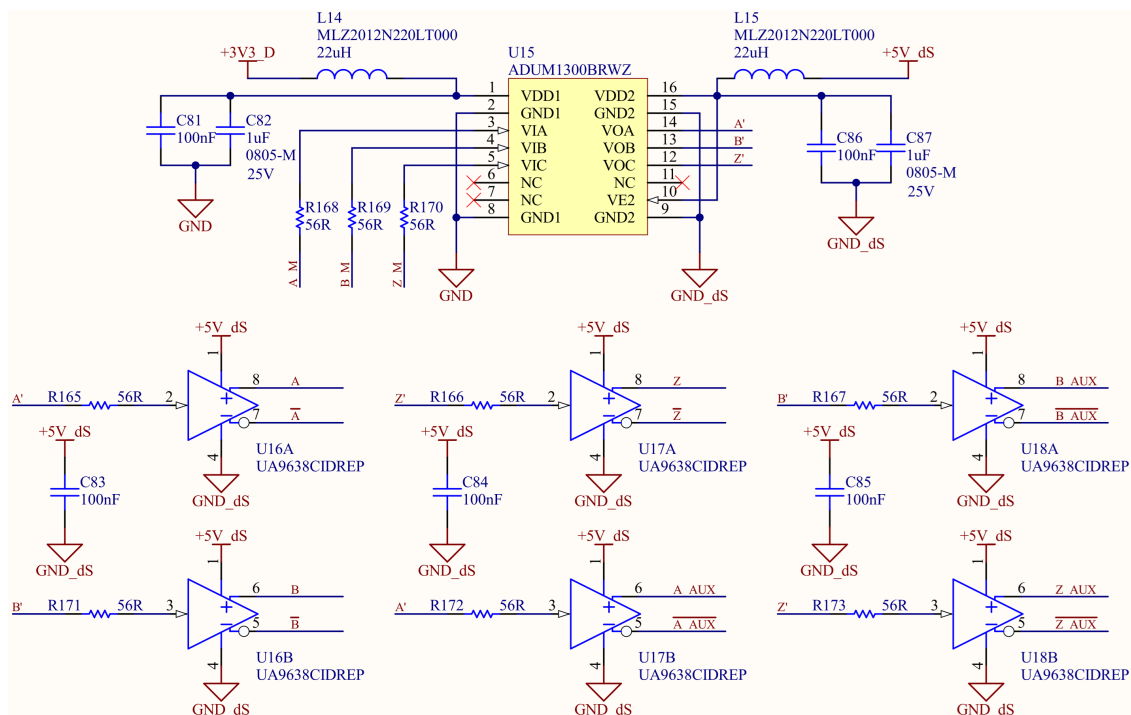 L14
MLZ2012N220LT000
22uH
+3V3_D
U15
ADUM1300BRWZ
L15
MLZ2012N220LT000
22uH
+5V_dS
C81
100nF
C82
1uF
0805-M
25V
GND
1 VDD1 VDD2 16
2 GND1 GND2 15
3 VIA VOA 14 A'
4 VIB VOB 13 B'
5 VIC VOC 12 Z'
6 NC NC 11
7 NC VE2 10
8 GND1 GND2 9
R168
56R
R169
56R
R170
56R
A_M
B_M
Z_M
GND
GND_dS
C86
100nF
C87
1uF
0805-M
25V
GND_dS
+5V_dS
1
A' R165 56R 2
8 A
7 A
4
U16A
UA9638CIDREP
GND_dS
+5V_dS
C83
100nF
GND_dS
+5V_dS
1
Z' R166 56R 2
8 Z
7 Z
4
U17A
UA9638CIDREP
GND_dS
+5V_dS
C84
100nF
GND_dS
+5V_dS
1
B' R167 56R 2
8 B_AUX
7 B_AUX
4
U18A
UA9638CIDREP
GND_dS
+5V_dS
C85
100nF
GND_dS
+5V_dS
1
B' R171 56R 3
6 B
5 B
4
U16B
UA9638CIDREP
GND_dS
+5V_dS
1
A' R172 56R 3
6 A_AUX
5 A_AUX
4
U17B
UA9638CIDREP
GND_dS
+5V_dS
1
Z' R173 56R 3
6 Z_AUX
5 Z_AUX
4
U18B
UA9638CIDREP
GND_dS